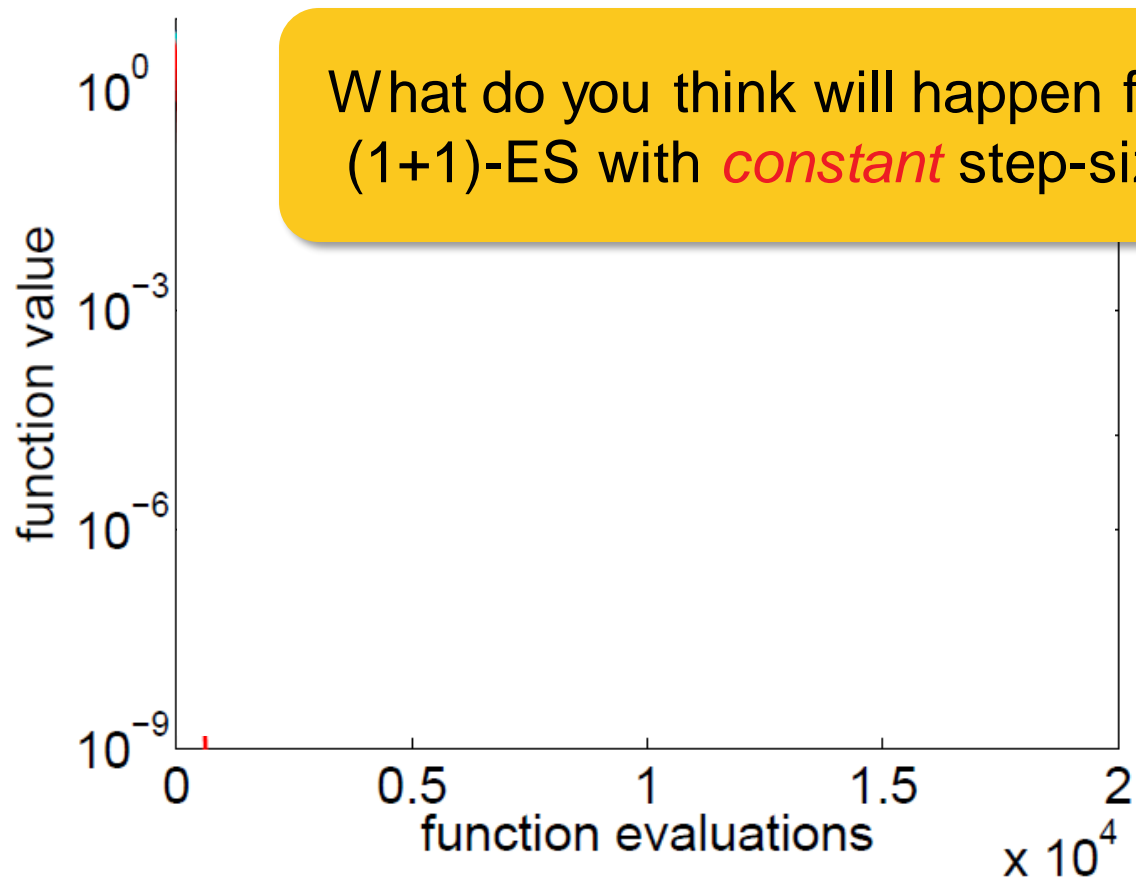 What do you think will happen f
(1+1)-ES with constant step-siz
function value
10^0
10^-3
10^-6
10^-9
0 0.5 1 1.5 2
function evaluations
x 10^4